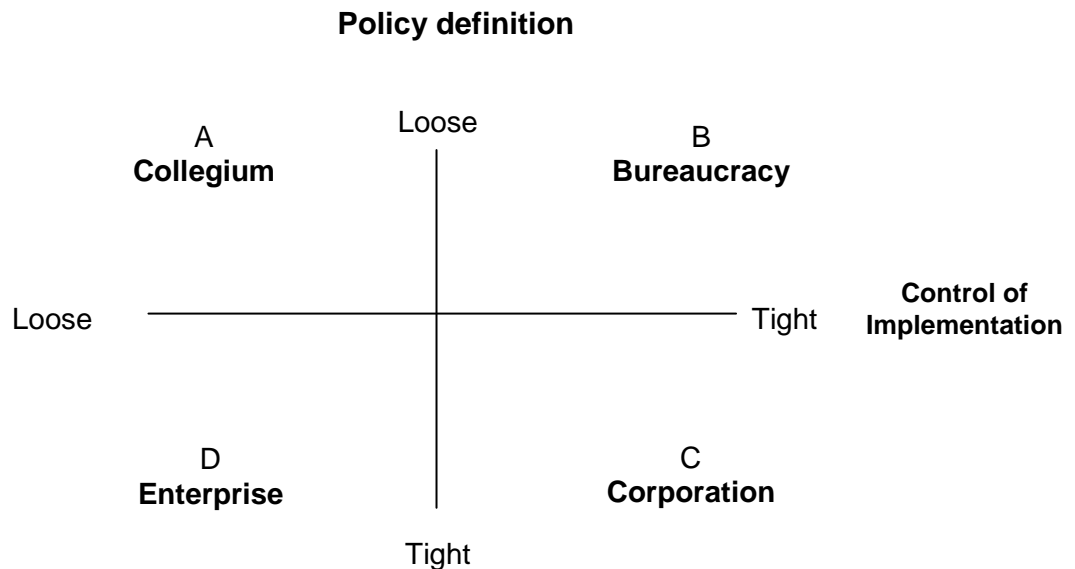 Policy definition
Loose
A
Collegium
B
Bureaucracy
Loose
Tight
Control of
Implementation
D
Enterprise
C
Corporation
Tight